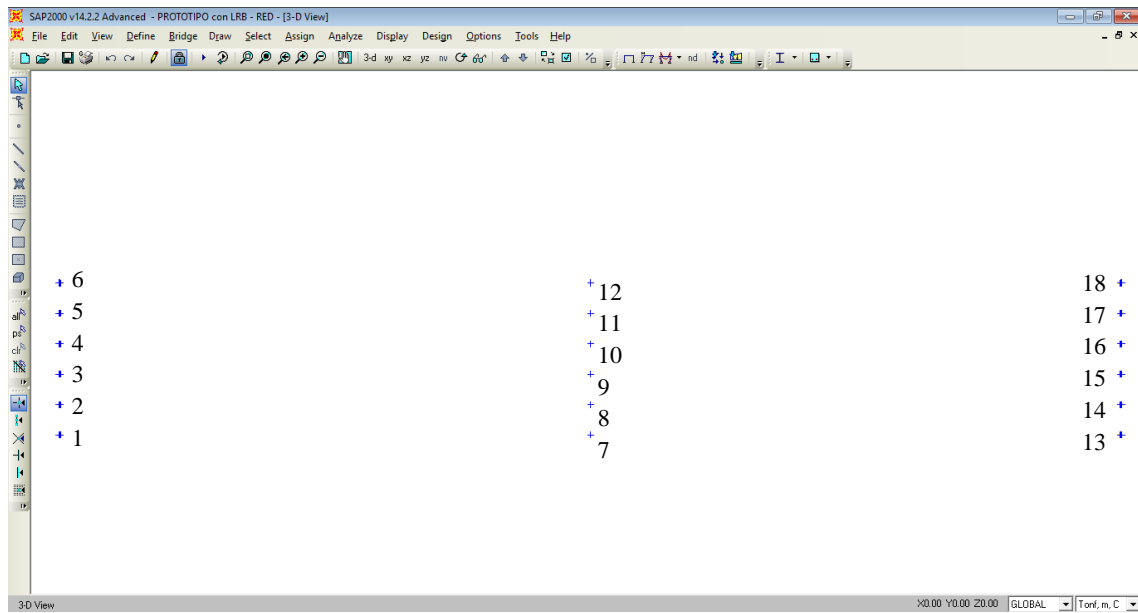 SAP2000 v14.2.2 Advanced - PROTOTIPO con LRB - RED - [3-D View]
File Edit View Define Bridge Draw Select Assign Analyze Display Design Options Tools Help
3-d xy xz yz nv nd
all
ps
clr
6 12 18
5 11 17
4 10 16
3 9 15
2 8 14
1 7 13
3-D View X0.00 Y0.00 Z0.00 GLOBAL Tonf, m, C